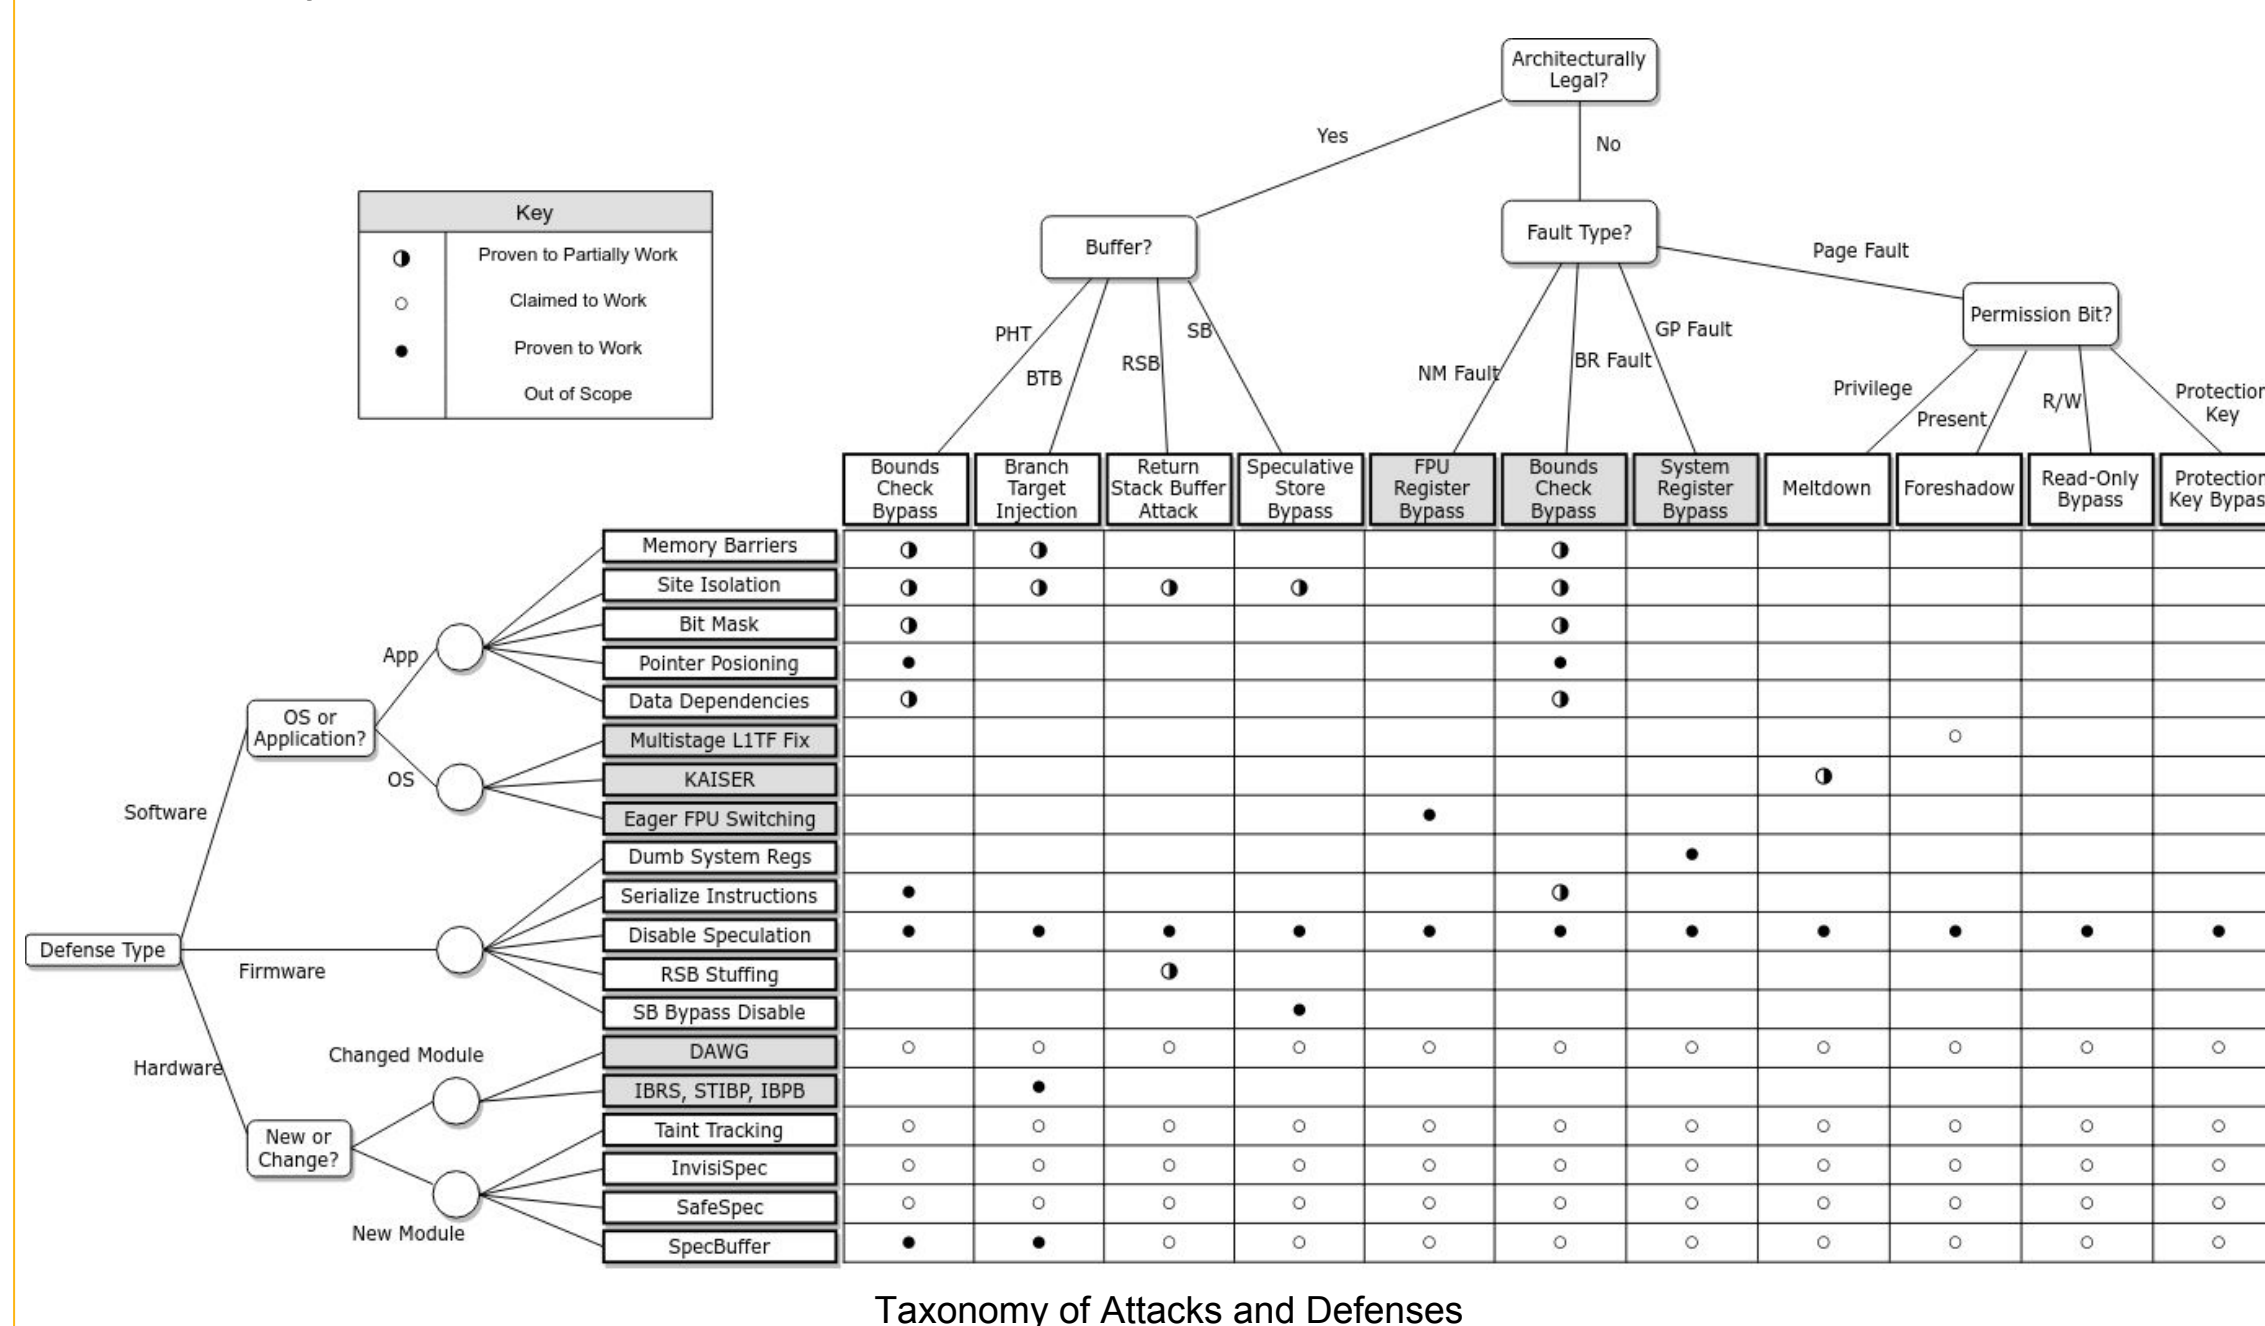 Architecturally
Legal?
Yes
No
Key
Proven to Partially Work
Claimed to Work
Proven to Work
Out of Scope
Buffer?
Fault Type?
Page Fault
Permission Bit?
PHT
BTB
RSB
SB
NM Fault
BR Fault
GP Fault
Privilege
Present
R/W
Protection
Key
Bounds
Check
Bypass
Branch
Target
Injection
Return
Stack Buffer
Attack
Speculative
Store
Bypass
FPU
Register
Bypass
Bounds
Check
Bypass
System
Register
Bypass
Meltdown
Foreshadow
Read-Only
Bypass
Protection
Key Bypas
Memory Barriers
Site Isolation
Bit Mask
Pointer Posioning
Data Dependencies
Multistage L1TF Fix
KAISER
Eager FPU Switching
Dumb System Regs
Serialize Instructions
Disable Speculation
RSB Stuffing
SB Bypass Disable
DAWG
IBRS, STIBP, IBPB
Taint Tracking
InvisiSpec
SafeSpec
SpecBuffer
App
OS or
Application?
OS
Software
Defense Type
Firmware
Hardware
Changed Module
New or
Change?
New Module
Taxonomy of Attacks and Defenses